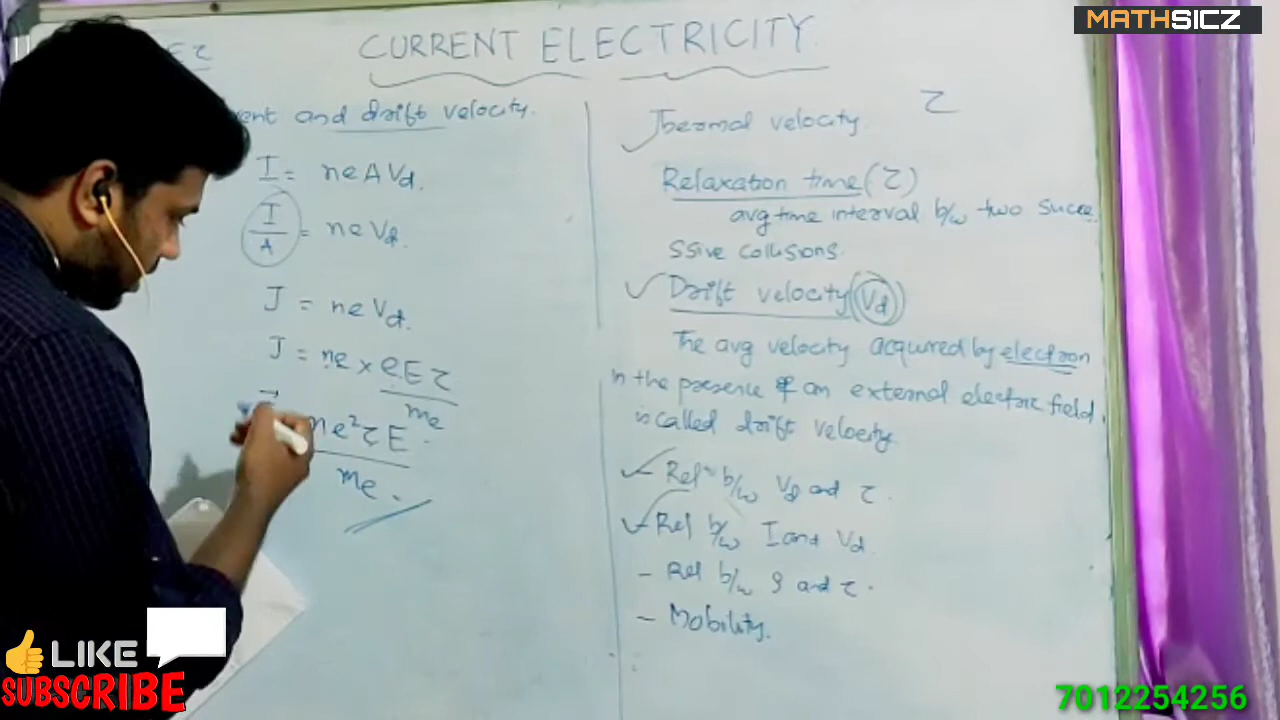 MATHSICZ
CURRENT ELECTRICITY.
Eτ
ent and drift velocity.
I = neAVd.
I/A = neVd.
J = neVd.
J = ne × eEτ/me
ne²τE/me.
τ
Thermal velocity
Relaxation time (τ)
avg time interval b/w two succe
ssive collisions.
Drift velocity (Vd)
The avg velocity acquired by electron
in the presence of an external electric field
is called drift velocity.
Relⁿ b/w Vd and τ.
Rel b/w I and Vd
- Rel b/w ρ and τ.
- Mobility.
LIKE
SUBSCRIBE
7012254256